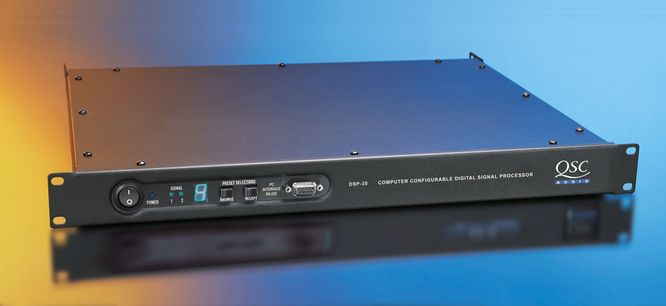 I
O
POWER
SIGNAL
1 2
PRESET SELECTIONS
BROWSE
ACCEPT
PC
INTERFACE
RS-232
DSP-30 COMPUTER CONFIGURABLE DIGITAL SIGNAL PROCESSOR
QSC
AUDIO